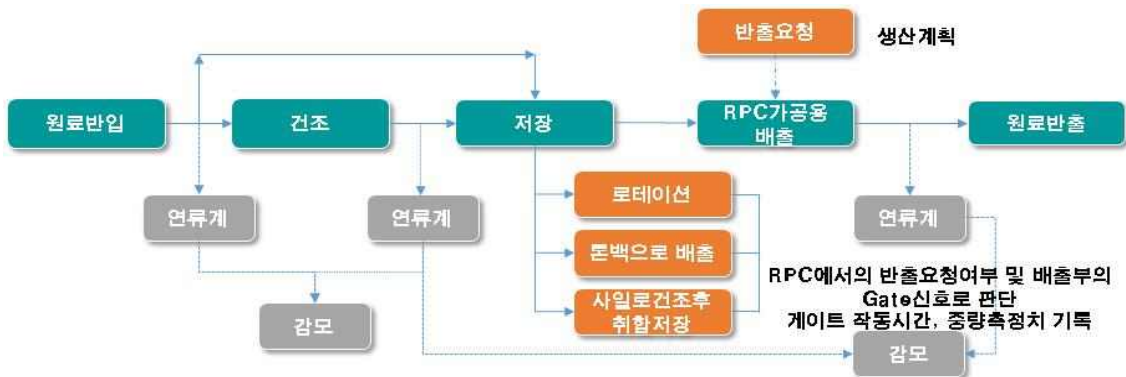 반출요청
생산계획
원료반입
건조
저장
RPC가공용
배출
원료반출
연류계
연류계
로테이션
연류계
톤백으로 배출
RPC에서의 반출요청여부 및 배출부의
Gate신호로 판단
게이트 작동시간, 중량측정치 기록
감모
사일로건조후
취합저장
감모